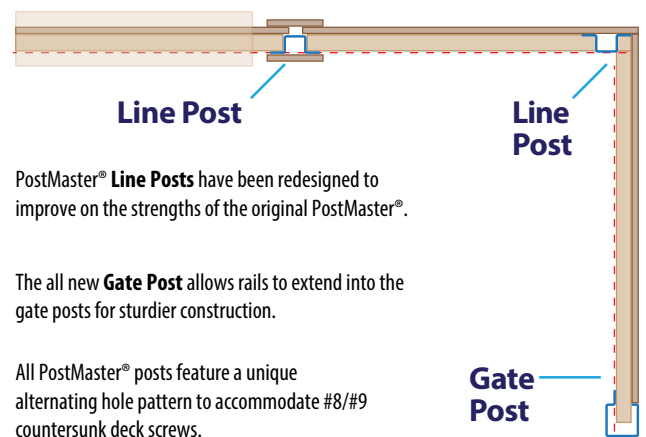 Line Post
Line
Post
PostMaster® Line Posts have been redesigned to
improve on the strengths of the original PostMaster®.
The all new Gate Post allows rails to extend into the
gate posts for sturdier construction.
All PostMaster® posts feature a unique
alternating hole pattern to accommodate #8/#9
countersunk deck screws.
Gate
Post